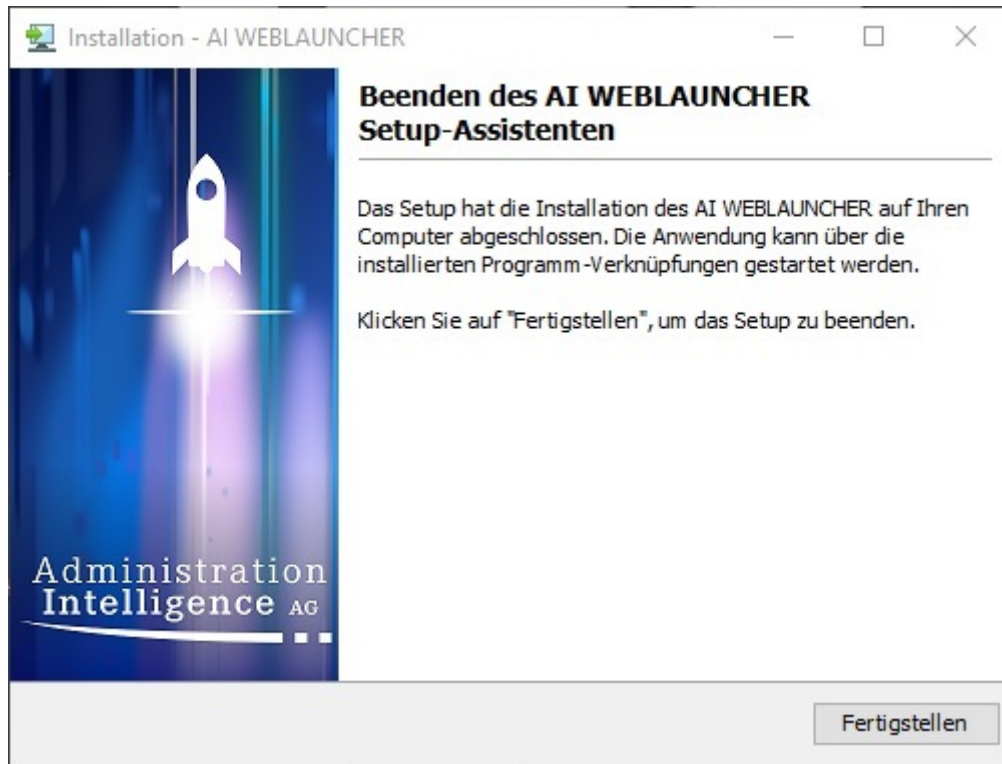 Installation - AI WEBLAUNCHER
Beenden des AI WEBLAUNCHER
Setup-Assistenten
Das Setup hat die Installation des AI WEBLAUNCHER auf Ihren
Computer abgeschlossen. Die Anwendung kann über die
installierten Programm-Verknüpfungen gestartet werden.
Klicken Sie auf "Fertigstellen", um das Setup zu beenden.
Administration
Intelligence AG
Fertigstellen